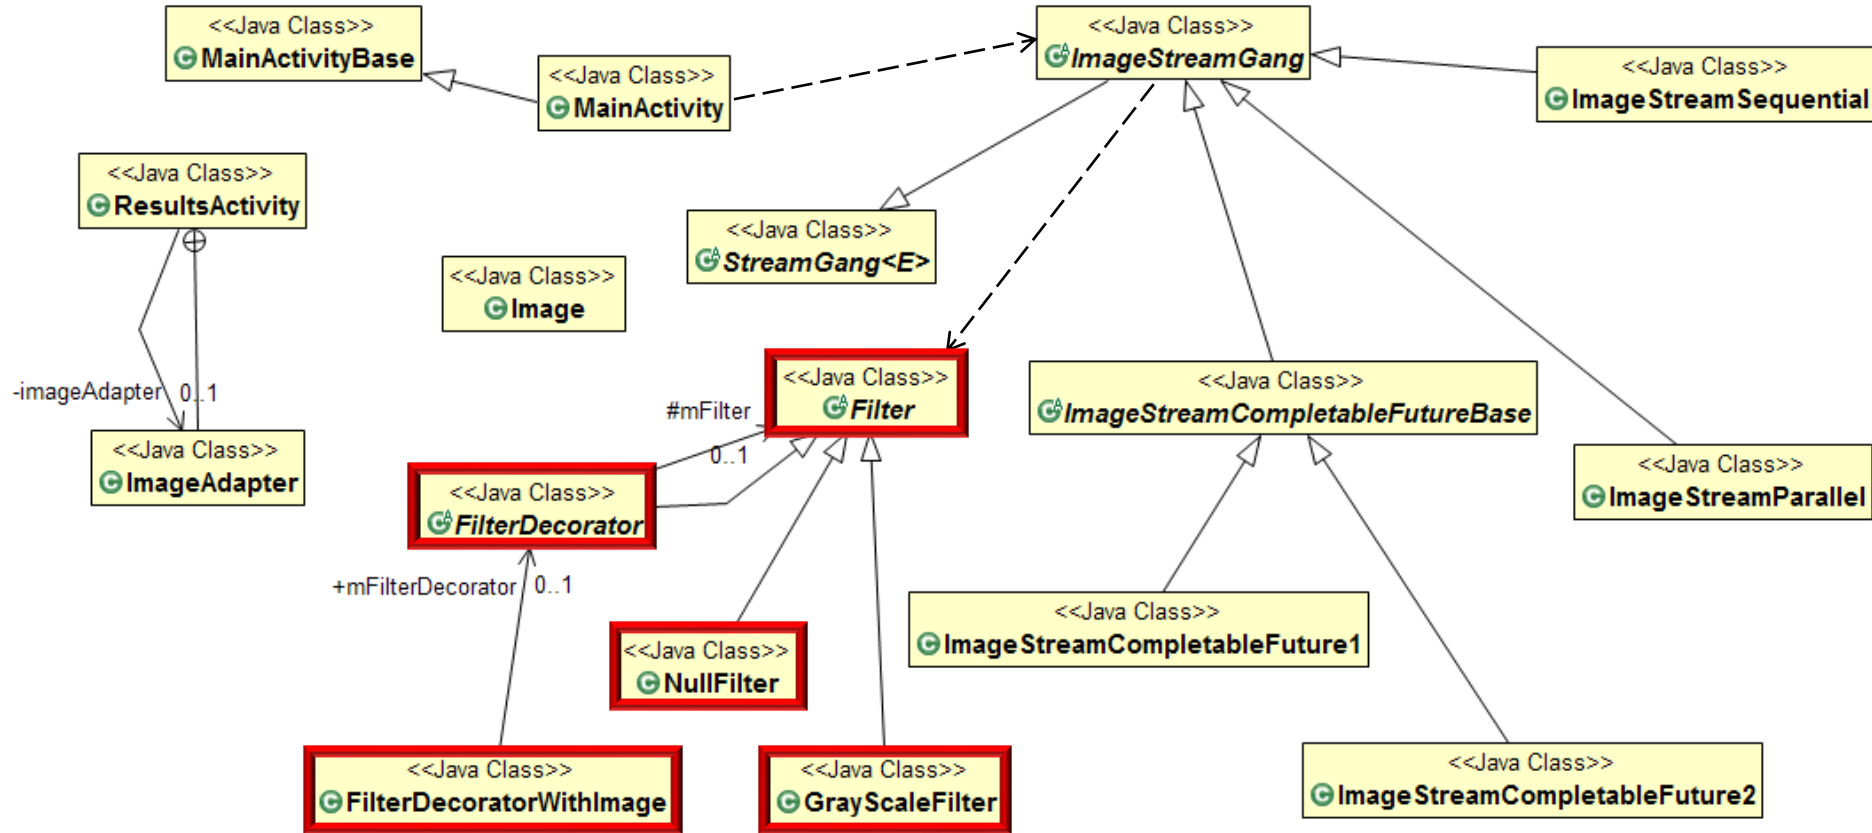 <<Java Class>>
MainActivityBase
<<Java Class>>
MainActivity
<<Java Class>>
ImageStreamGang
<<Java Class>>
ImageStreamSequential
<<Java Class>>
ResultsActivity
<<Java Class>>
StreamGang<E>
<<Java Class>>
Image
-imageAdapter 0..1
<<Java Class>>
ImageAdapter
<<Java Class>>
Filter
#mFilter
0..1
<<Java Class>>
ImageStreamCompletableFutureBase
<<Java Class>>
ImageStreamParallel
<<Java Class>>
FilterDecorator
+mFilterDecorator 0..1
<<Java Class>>
NullFilter
<<Java Class>>
ImageStreamCompletableFuture1
<<Java Class>>
FilterDecoratorWithImage
<<Java Class>>
GrayScaleFilter
<<Java Class>>
ImageStreamCompletableFuture2